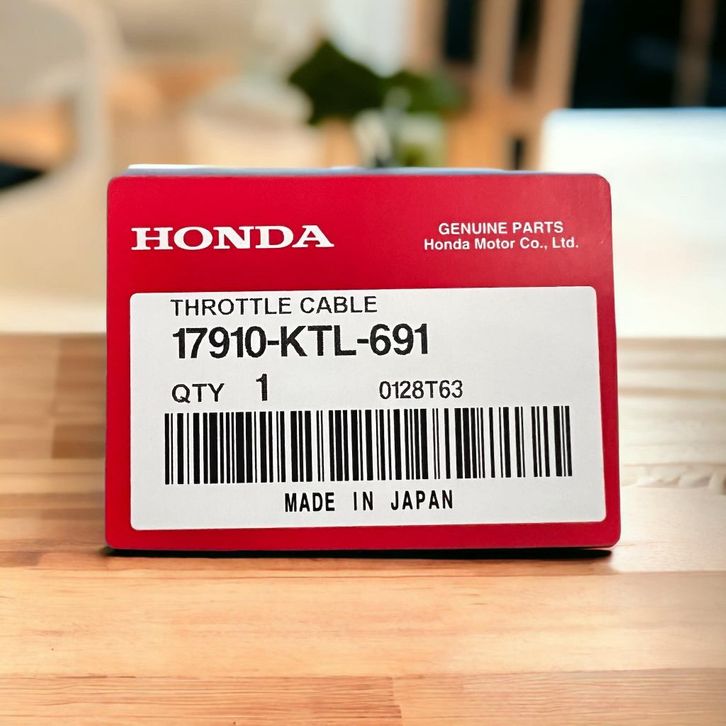 HONDA
GENUINE PARTS
Honda Motor Co., Ltd.
THROTTLE CABLE
17910-KTL-691
QTY 1 0128T63
MADE IN JAPAN